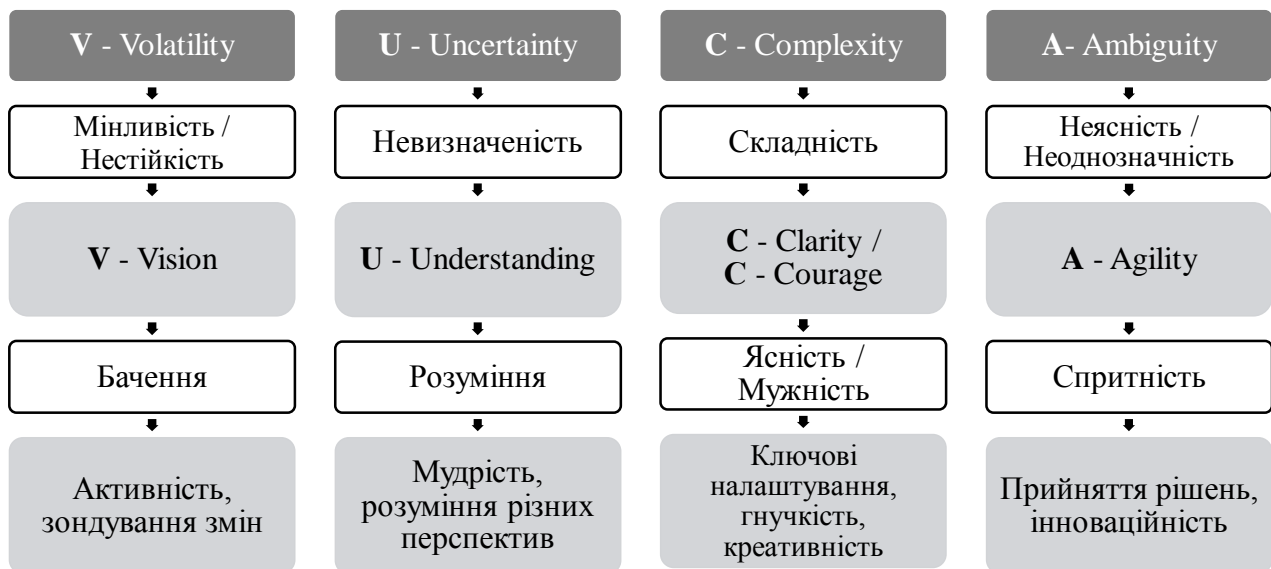 V - Volatility
Мінливість /
Нестійкість
V - Vision
Бачення
Активність,
зондування змін
U - Uncertainty
Невизначеність
U - Understanding
Розуміння
Мудрість,
розуміння різних
перспектив
C - Complexity
Складність
C - Clarity /
C - Courage
Ясність /
Мужність
Ключові
налаштування,
гнучкість,
креативність
A- Ambiguity
Неясність /
Неоднозначність
A - Agility
Спритність
Прийняття рішень,
інноваційність